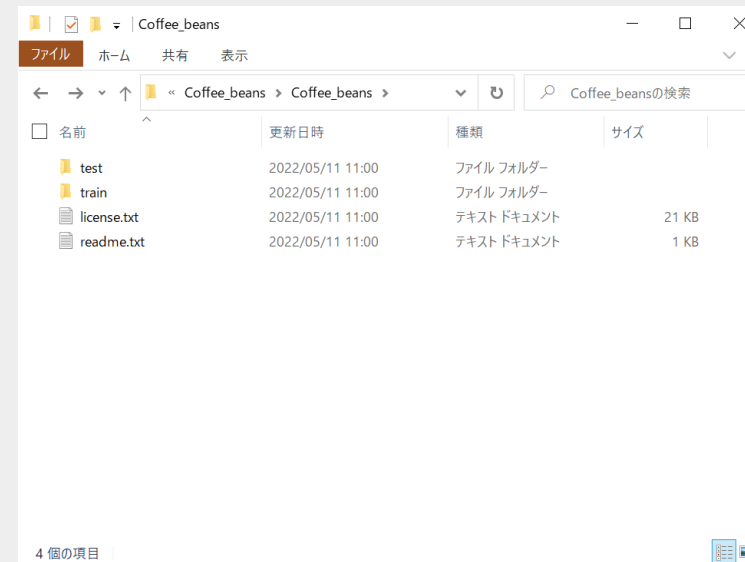 Coffee_beans
ファイル ホーム 共有 表示
« Coffee_beans > Coffee_beans > Coffee_beansの検索
名前 更新日時 種類 サイズ
test 2022/05/11 11:00 ファイル フォルダー
train 2022/05/11 11:00 ファイル フォルダー
license.txt 2022/05/11 11:00 テキスト ドキュメント 21 KB
readme.txt 2022/05/11 11:00 テキスト ドキュメント 1 KB
4 個の項目